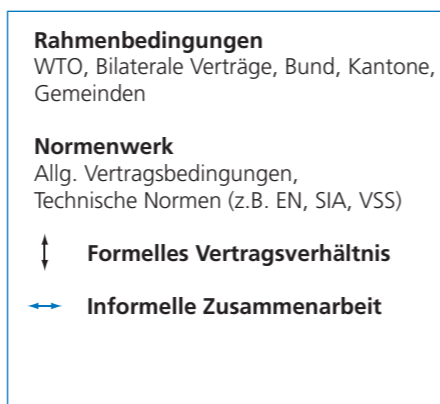 Rahmenbedingungen
WTO, Bilaterale Verträge, Bund, Kantone,
Gemeinden
Normenwerk
Allg. Vertragsbedingungen,
Technische Normen (z.B. EN, SIA, VSS)
Formelles Vertragsverhältnis
Informelle Zusammenarbeit